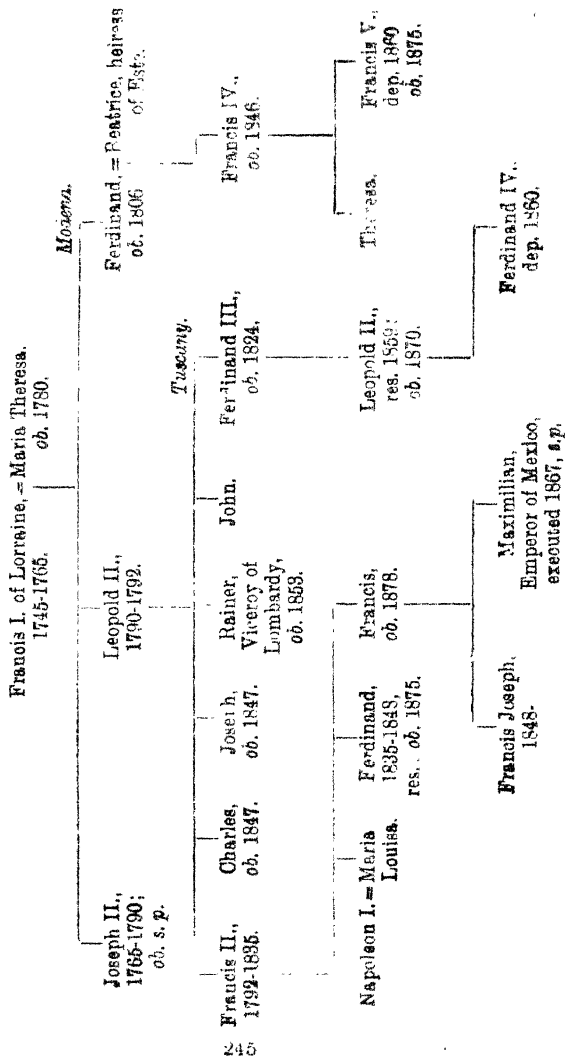 Francis I. of Lorraine, = Maria Theresa.
1745-1765. ob. 1780.
Modena.
Joseph II.,
1765-1790;
ob. s. p.
Leopold II.,
1790-1792.
Ferdinand, = Beatrice, heiress
ob. 1806 of Este.
Tuscany.
Francis II.,
1792-1835.
Charles,
ob. 1847.
Joseph,
ob. 1847.
Rainer,
Viceroy of
Lombardy,
ob. 1853.
John.
Ferdinand III.,
ob. 1824.
Francis IV.,
ob. 1846.
Napoleon I. = Maria
Louisa.
Ferdinand,
1835-1848,
res., ob. 1875.
Francis,
ob. 1878.
Leopold II.,
res. 1859;
ob. 1870.
Theresa.
Francis V.,
dep. 1860
ob. 1875.
Francis Joseph,
1848-
Maximilian,
Emperor of Mexico,
executed 1867, s.p.
Ferdinand IV.,
dep. 1860.
245